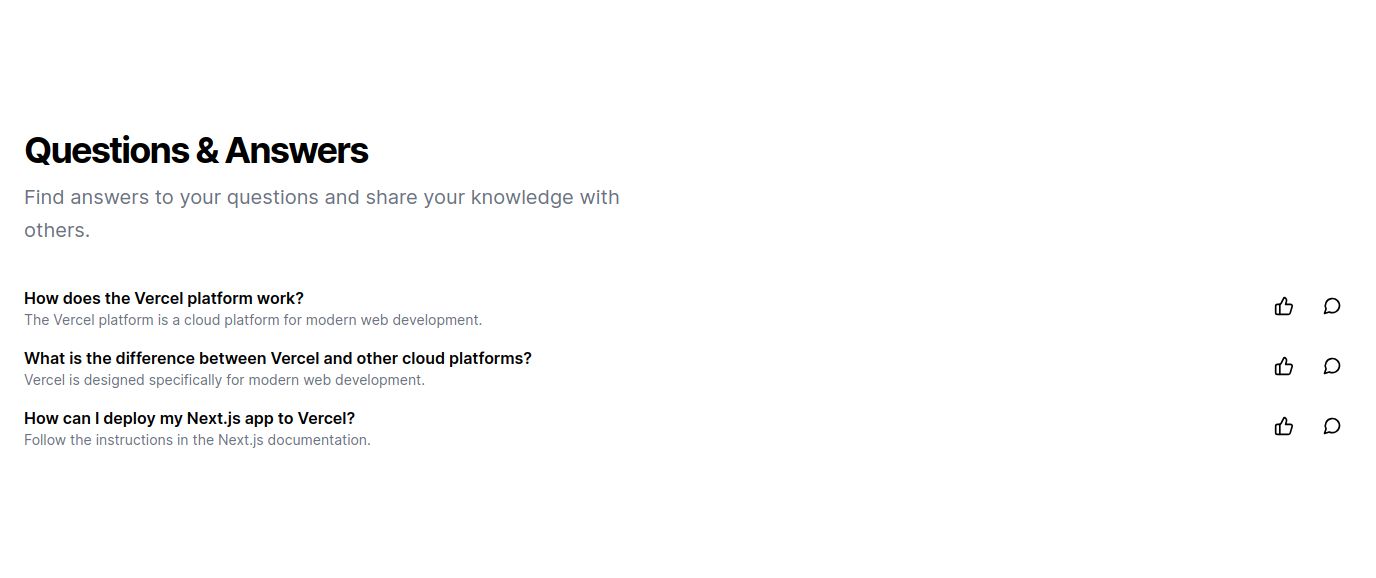 Questions & Answers
Find answers to your questions and share your knowledge with
others.
How does the Vercel platform work?
The Vercel platform is a cloud platform for modern web development.
What is the difference between Vercel and other cloud platforms?
Vercel is designed specifically for modern web development.
How can I deploy my Next.js app to Vercel?
Follow the instructions in the Next.js documentation.